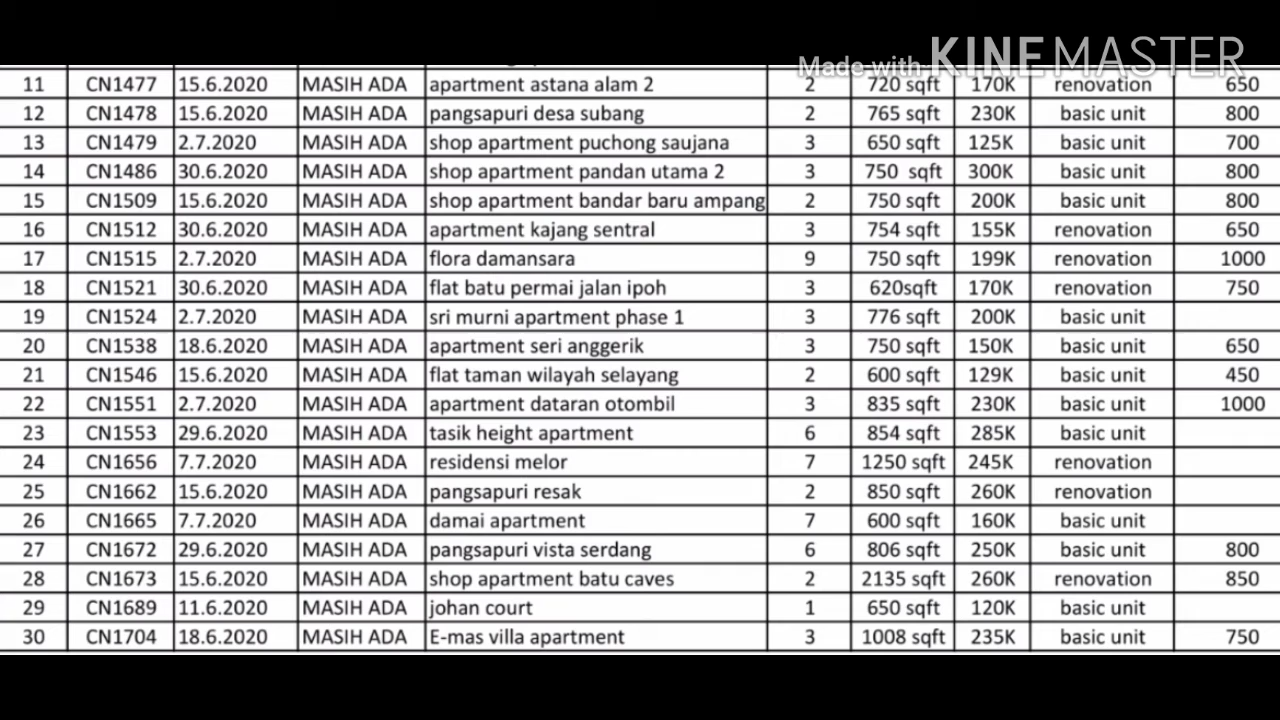 Made with KINEMASTER
11 CN1477 15.6.2020 MASIH ADA apartment astana alam 2 2 720 sqft 170K renovation 650
12 CN1478 15.6.2020 MASIH ADA pangsapuri desa subang 2 765 sqft 230K basic unit 800
13 CN1479 2.7.2020 MASIH ADA shop apartment puchong saujana 3 650 sqft 125K basic unit 700
14 CN1486 30.6.2020 MASIH ADA shop apartment pandan utama 2 3 750 sqft 300K basic unit 800
15 CN1509 15.6.2020 MASIH ADA shop apartment bandar baru ampang 2 750 sqft 200K basic unit 800
16 CN1512 30.6.2020 MASIH ADA apartment kajang sentral 3 754 sqft 155K renovation 650
17 CN1515 2.7.2020 MASIH ADA flora damansara 9 750 sqft 199K renovation 1000
18 CN1521 30.6.2020 MASIH ADA flat batu permai jalan ipoh 3 620sqft 170K renovation 750
19 CN1524 2.7.2020 MASIH ADA sri murni apartment phase 1 3 776 sqft 200K basic unit
20 CN1538 18.6.2020 MASIH ADA apartment seri anggerik 3 750 sqft 150K basic unit 650
21 CN1546 15.6.2020 MASIH ADA flat taman wilayah selayang 2 600 sqft 129K basic unit 450
22 CN1551 2.7.2020 MASIH ADA apartment dataran otombil 3 835 sqft 230K basic unit 1000
23 CN1553 29.6.2020 MASIH ADA tasik height apartment 6 854 sqft 285K basic unit
24 CN1656 7.7.2020 MASIH ADA residensi melor 7 1250 sqft 245K renovation
25 CN1662 15.6.2020 MASIH ADA pangsapuri resak 2 850 sqft 260K renovation
26 CN1665 7.7.2020 MASIH ADA damai apartment 7 600 sqft 160K basic unit
27 CN1672 29.6.2020 MASIH ADA pangsapuri vista serdang 6 806 sqft 250K basic unit 800
28 CN1673 15.6.2020 MASIH ADA shop apartment batu caves 2 2135 sqft 260K renovation 850
29 CN1689 11.6.2020 MASIH ADA johan court 1 650 sqft 120K basic unit
30 CN1704 18.6.2020 MASIH ADA E-mas villa apartment 3 1008 sqft 235K basic unit 750